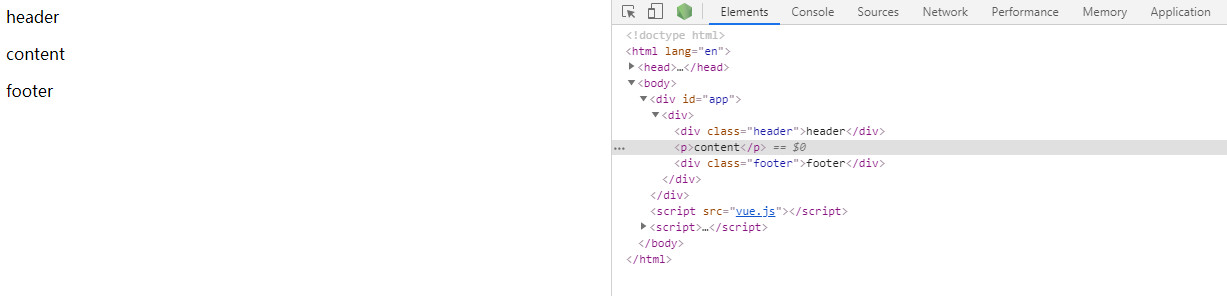 header
content
footer
Elements Console Sources Network Performance Memory Application
<!doctype html>
<html lang="en">
<head>…</head>
<body>
<div id="app">
<div>
<div class="header">header</div>
… <p>content</p> == $0
<div class="footer">footer</div>
</div>
</div>
<script src="vue.js"></script>
<script>…</script>
</body>
</html>